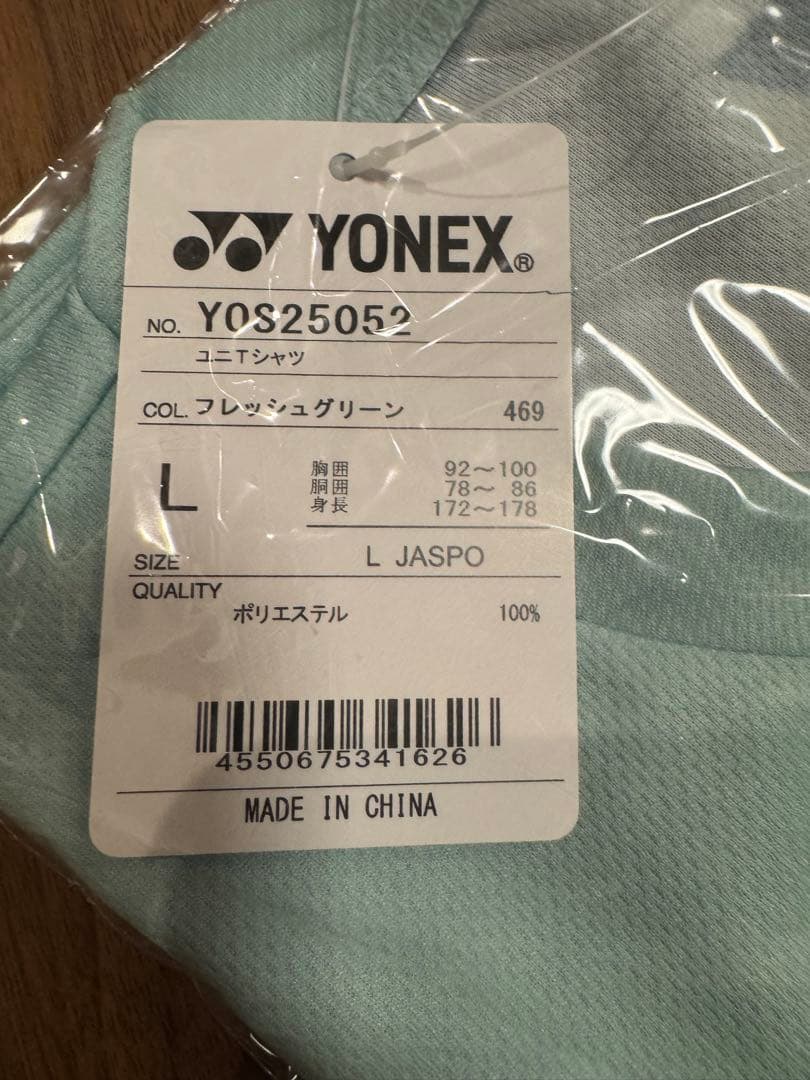 YONEX®
NO. YOS25052
ユニTシャツ
COL. フレッシュグリーン 469
L
胸囲 92～100
胴囲 78～ 86
身長 172～178
SIZE L JASPO
QUALITY
ポリエステル 100%
4550675341626
MADE IN CHINA